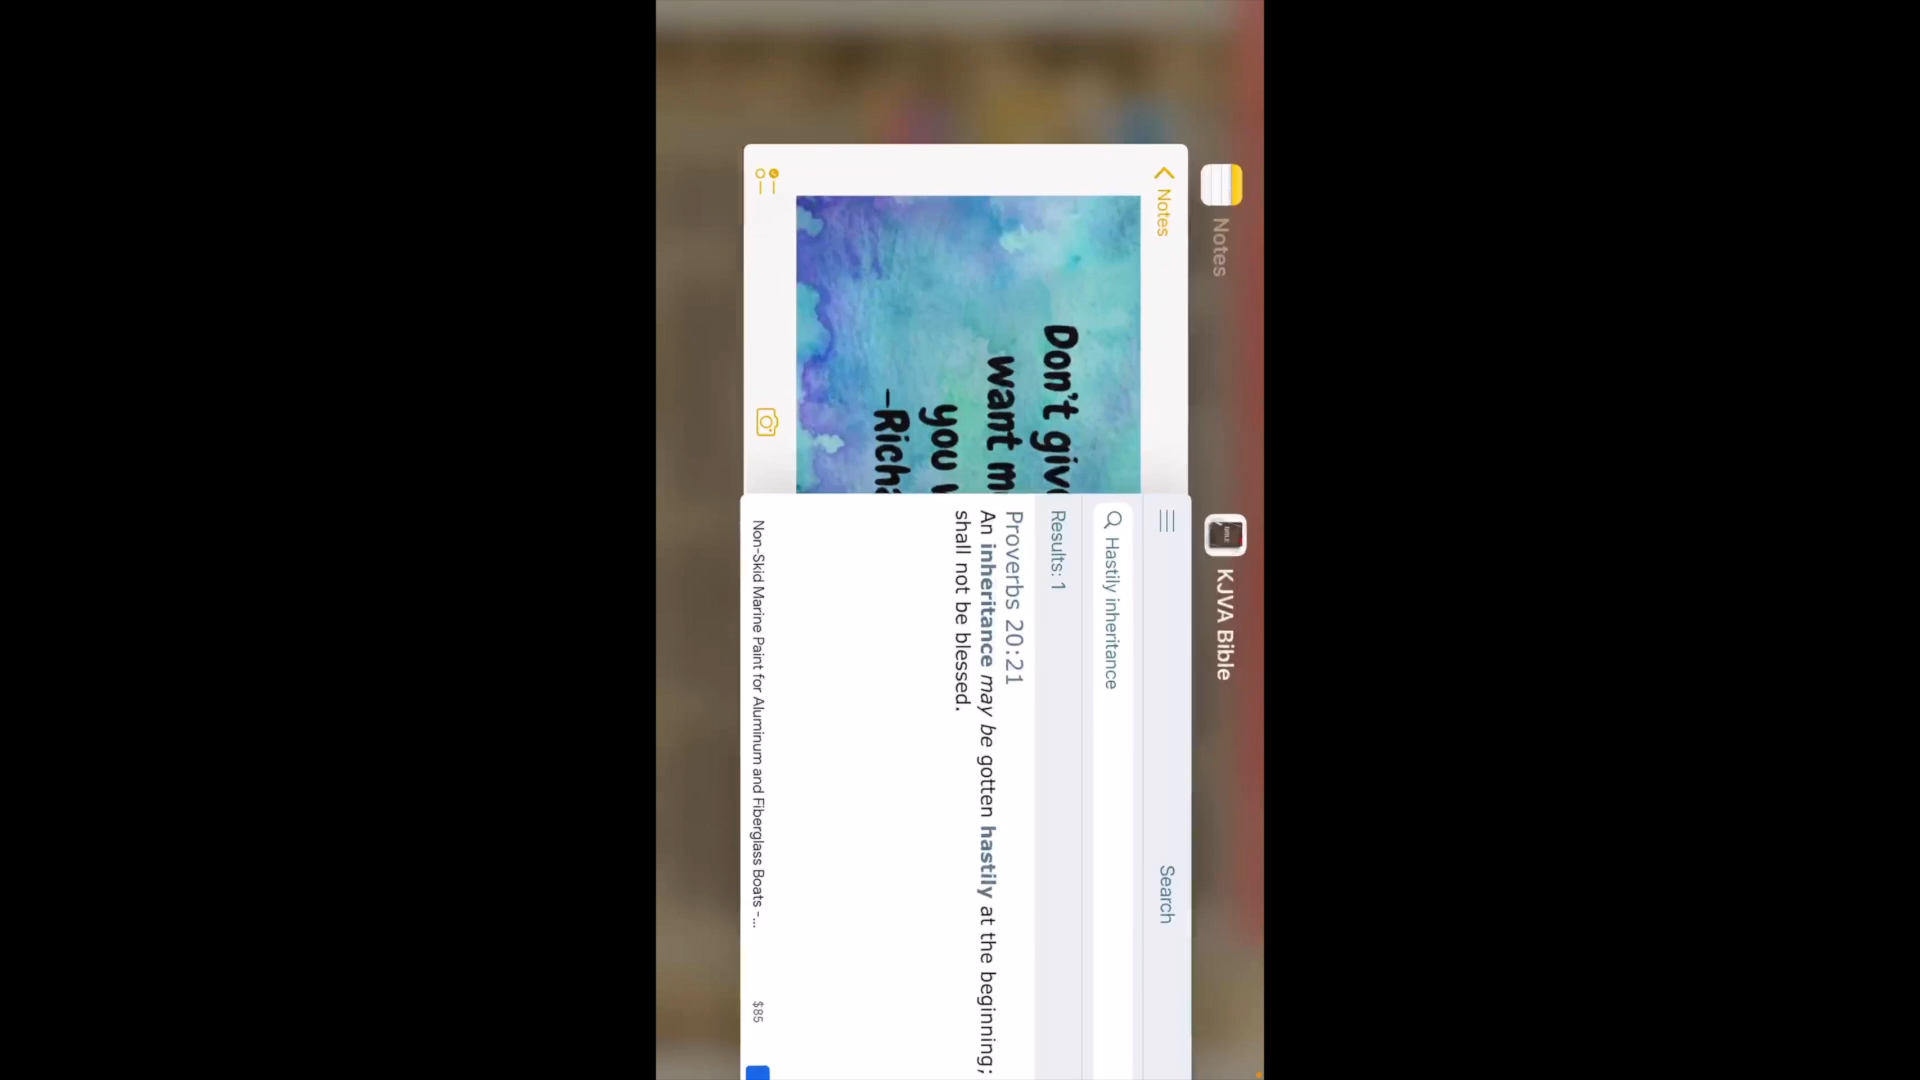 Notes
KJVA Bible
Notes
Don't giv
want m
you
–Rich
Search
Hastily inheritance
Results: 1
Proverbs 20:21
An inheritance may be gotten hastily at the beginning;
shall not be blessed.
Non-Skid Marine Paint for Aluminum and Fiberglass Boats -...
$85